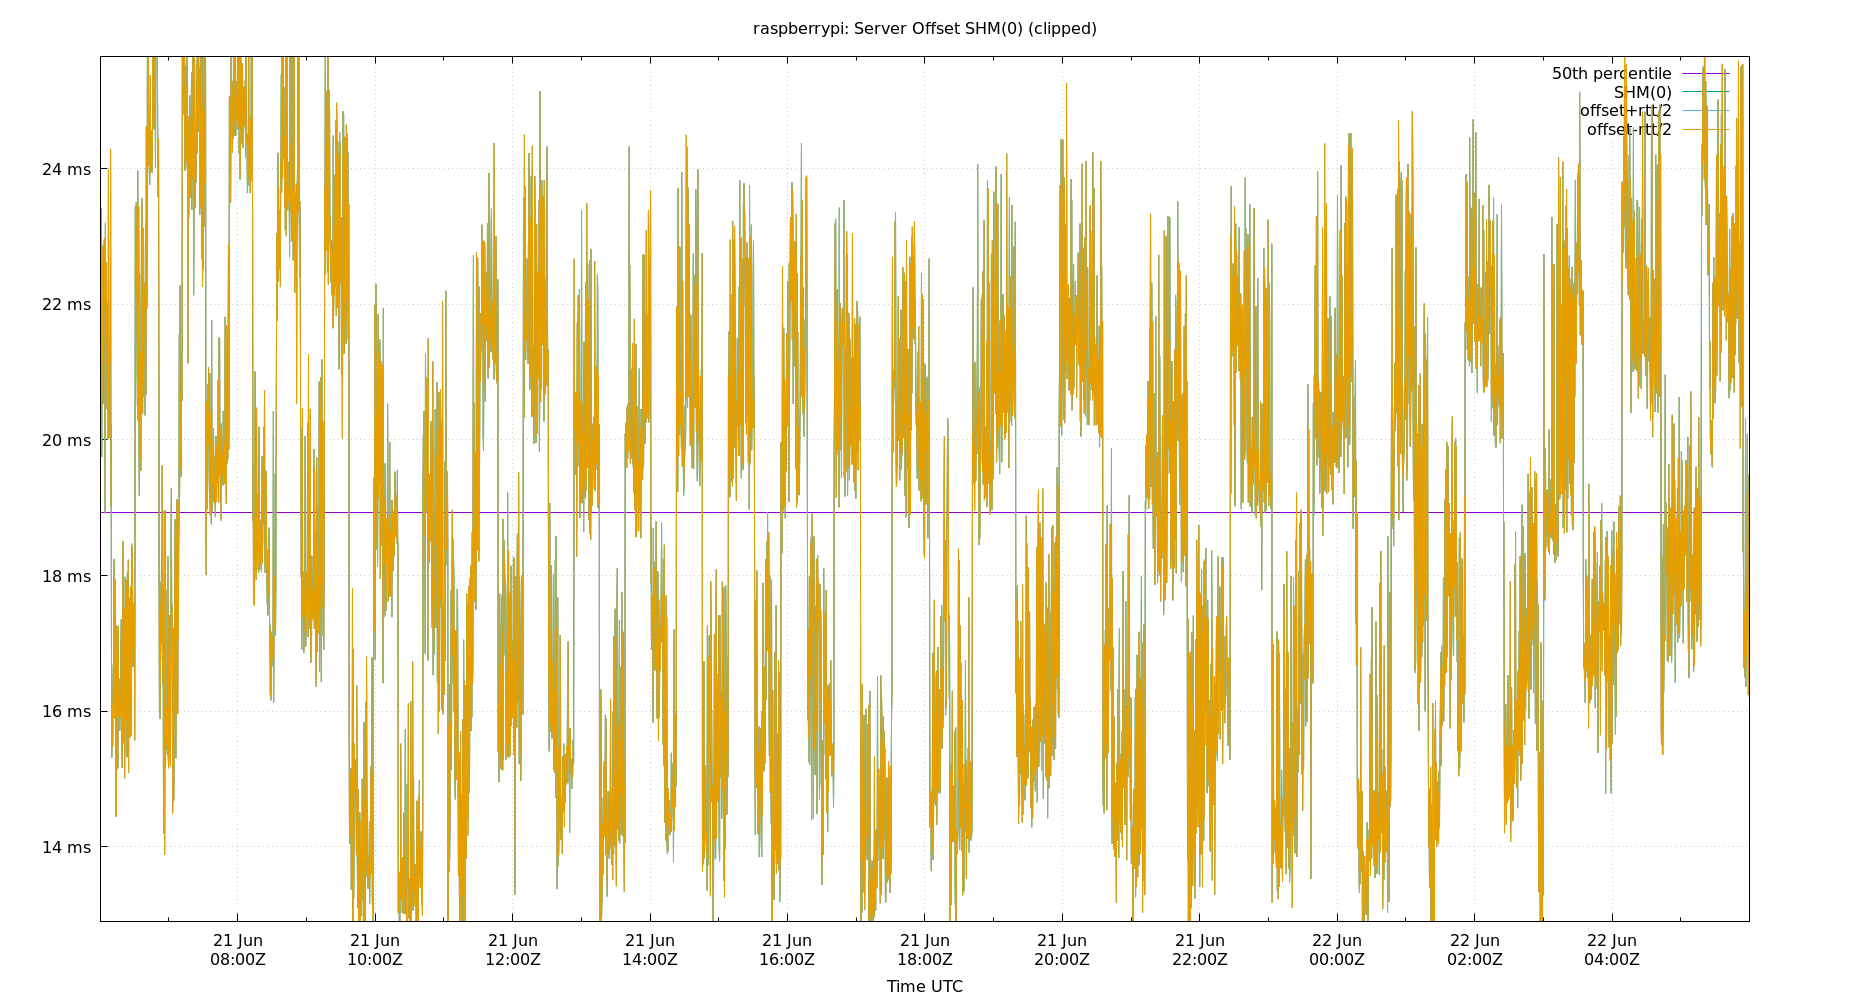 raspberrypi: Server Offset SHM(0) (clipped)
50th percentile
SHM(0)
offset+rtt/2
offset-rtt/2
24 ms
22 ms
20 ms
18 ms
16 ms
14 ms
21 Jun 21 Jun 21 Jun 21 Jun 21 Jun 21 Jun 21 Jun 21 Jun 22 Jun 22 Jun 22 Jun
08:00Z 10:00Z 12:00Z 14:00Z 16:00Z 18:00Z 20:00Z 22:00Z 00:00Z 02:00Z 04:00Z
Time UTC